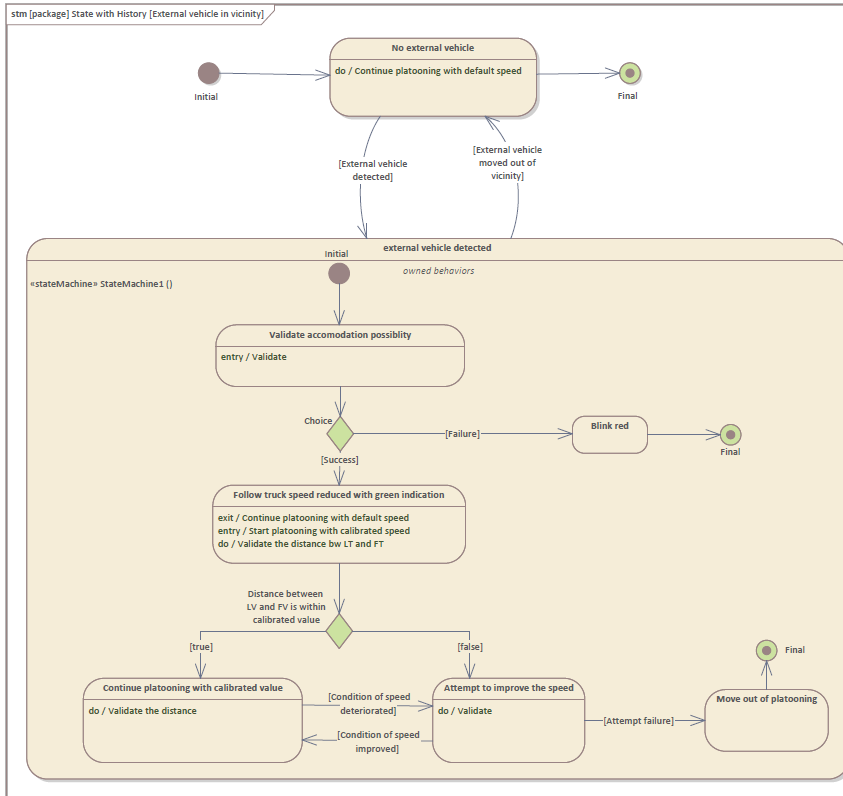 stm [package] State with History [External vehicle in vicinity]
No external vehicle
do / Continue platooning with default speed
Initial
Final
[External vehicle
detected]
[External vehicle
moved out of
vicinity]
external vehicle detected
Initial
owned behaviors
«stateMachine» StateMachine1 ()
Validate accomodation possiblity
entry / Validate
Choice
[Failure]
Blink red
Final
[Success]
Follow truck speed reduced with green indication
exit / Continue platooning with default speed
entry / Start platooning with calibrated speed
do / Validate the distance bw LT and FT
Distance between
LV and FV is within
calibrated value
[true]
[false]
Final
Continue platooning with calibrated value
do / Validate the distance
[Condition of speed
deteriorated]
[Condition of speed
improved]
Attempt to improve the speed
do / Validate
[Attempt failure]
Move out of platooning